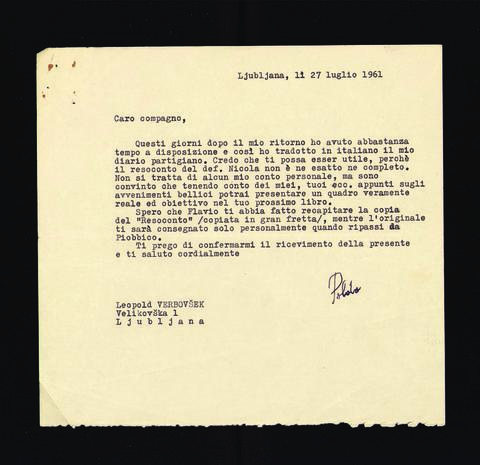 Ljubljana, lì 27 luglio 1961
Caro compagno,
Questi giorni dopo il mio ritorno ho avuto abbastanza
tempo a disposizione e così ho tradotto in italiano il mio
diario partigiano. Credo che ti possa esser utile, perchè
il resoconto del def. Nicola non è ne esatto ne completo.
Non si tratta di alcun mio conto personale, ma sono
convinto che tenendo conto dei miei, tuoi ecc. appunti sugli
avvenimenti bellici potrai presentare un quadro veramente
reale ed obiettivo nel tuo prossimo libro.
Spero che Flavio ti abbia fatto recapitare la copia
del "Resoconto" /copiata in gran fretta/, mentre l'originale
ti sarà consegnato solo personalmente quando ripassi da
Piobbico.
Ti prego di confermarmi il ricevimento della presente
e ti saluto cordialmente
Leopold VERBOVŠEK
Velikovška 1
L j u b l j a n a